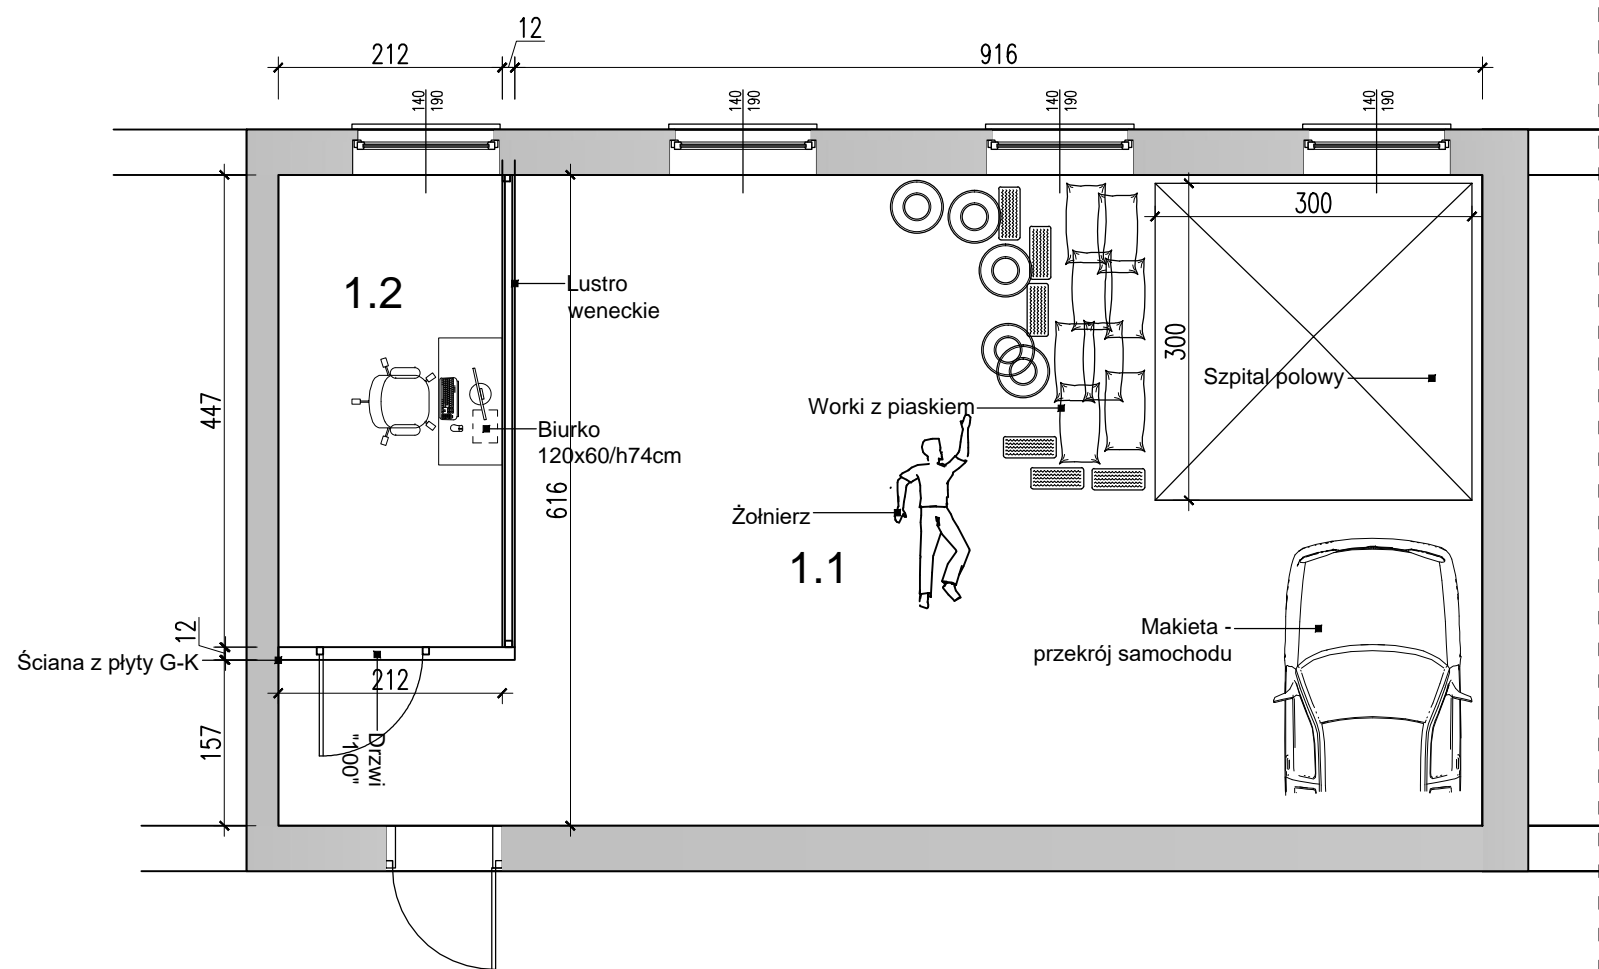 12
212
916
140
190
140
190
140
190
140
190
300
1.2
Lustro
weneckie
300
Szpital polowy
447
Worki z piaskiem
Biurko
120x60/h74cm
616
Żołnierz
1.1
12
Makieta -
przekrój samochodu
Ściana z płyty G-K
212
157
Drzwi
"100"